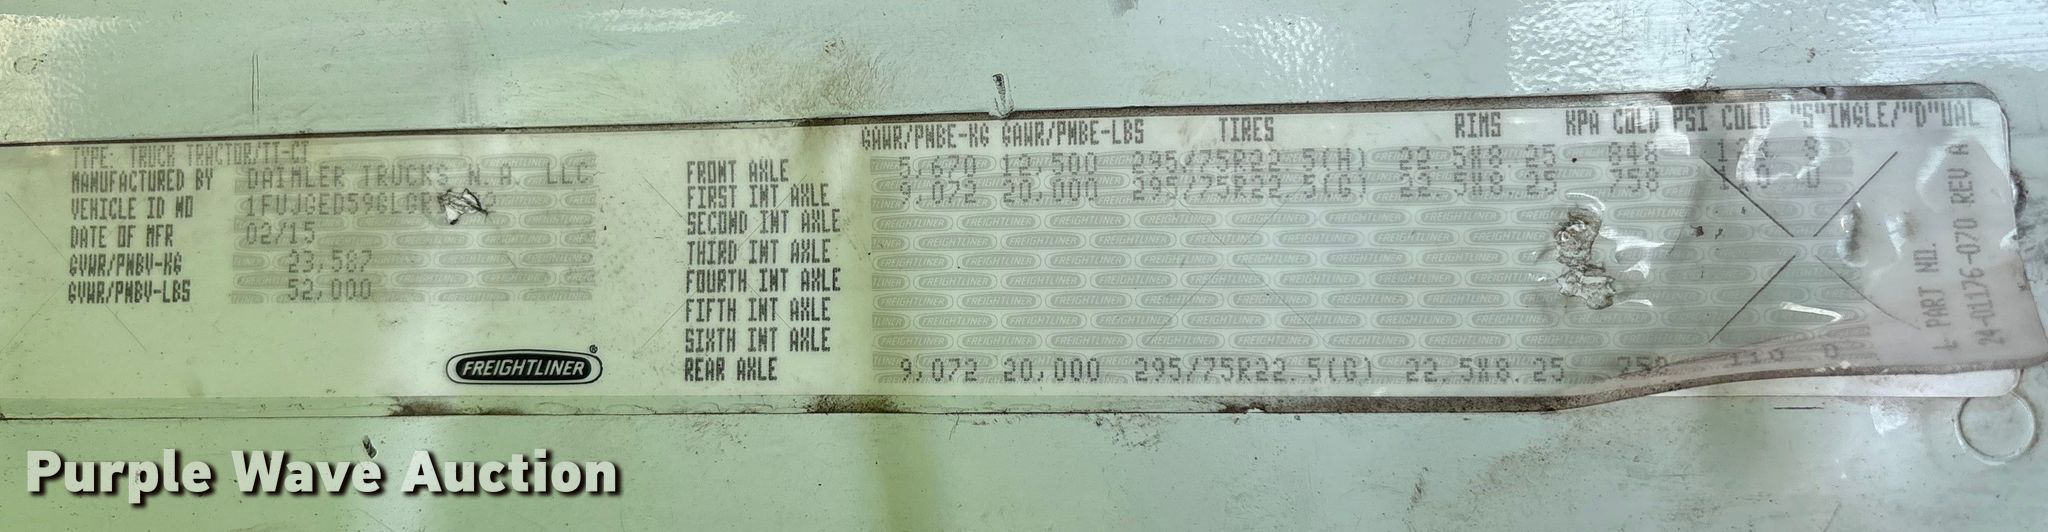 TYPE: TRUCK TRACTOR/TT-CT
MANUFACTURED BY DAIMLER TRUCKS N.A. LLC
VEHICLE ID NO
DATE OF MFR 02/15
GVWR/PNBV-KG 23,587
GVWR/PNBV-LBS 52,000
FREIGHTLINER®
GAWR/PNBE-KG GAWR/PNBE-LBS TIRES RIMS KPA COLD PSI COLD "S"INGLE/"D"UAL
FRONT AXLE 5,670 12,500 295/75R22.5(H) 22.5X8.25 848
FIRST INT AXLE 9,072 20,000 295/75R22.5(G) 22.5X8.25 758
SECOND INT AXLE
THIRD INT AXLE
FOURTH INT AXLE
FIFTH INT AXLE
SIXTH INT AXLE
REAR AXLE 9,072 20,000 295/75R22.5(G) 22.5X8.25 758 110 D
PART NO.
24-01176-070 REV A
Purple Wave Auction